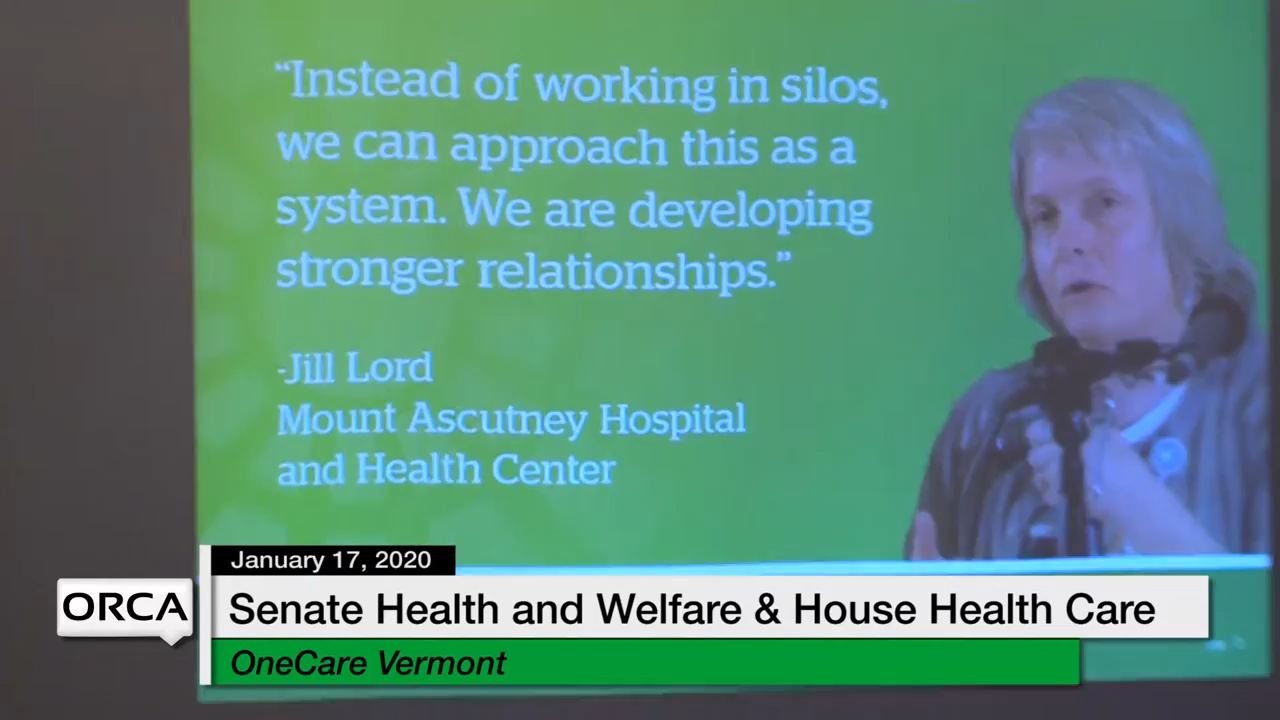 “Instead of working in silos,
we can approach this as a
system. We are developing
stronger relationships.”
-Jill Lord
Mount Ascutney Hospital
and Health Center
January 17, 2020
ORCA
Senate Health and Welfare & House Health Care
OneCare Vermont